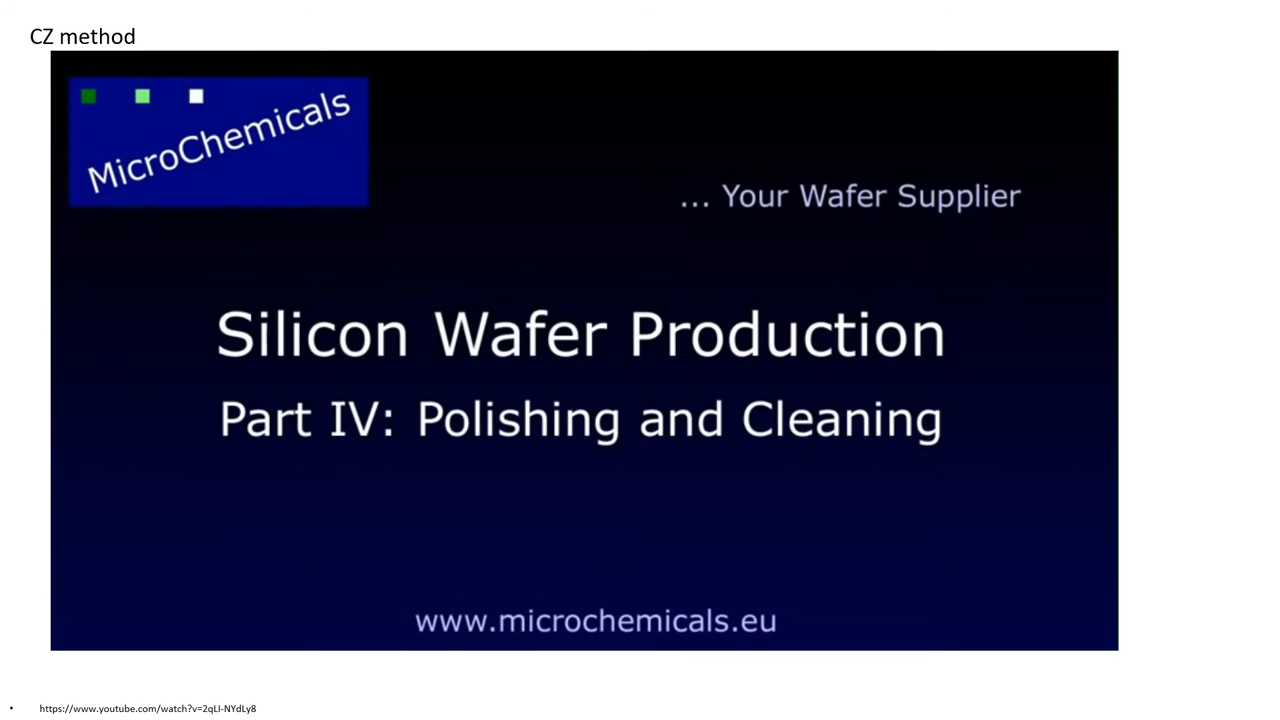 CZ method
MicroChemicals
... Your Wafer Supplier
Silicon Wafer Production
Part IV: Polishing and Cleaning
www.microchemicals.eu
• https://www.youtube.com/watch?v=2qLI-NYdLy8